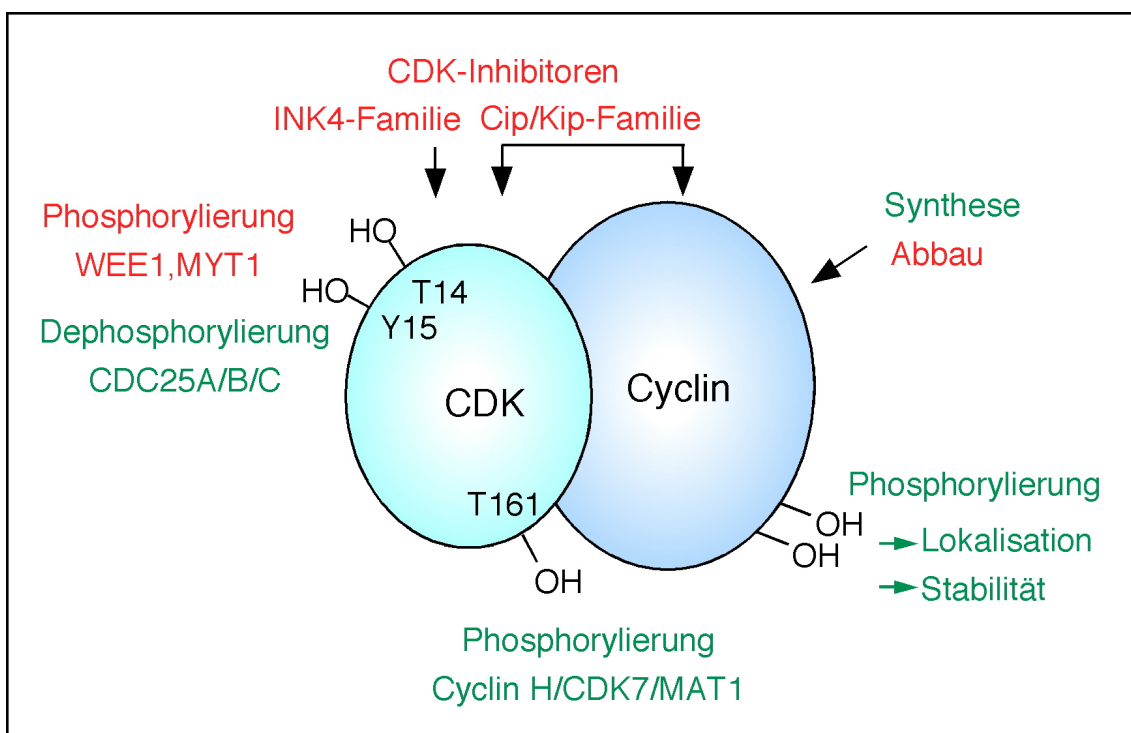 CDK-Inhibitoren
INK4-Familie Cip/Kip-Familie
Phosphorylierung
WEE1,MYT1
Dephosphorylierung
CDC25A/B/C
HO
HO
T14
Y15
CDK
T161
OH
Cyclin
Synthese
Abbau
Phosphorylierung
OH
OH
Lokalisation
Stabilität
Phosphorylierung
Cyclin H/CDK7/MAT1